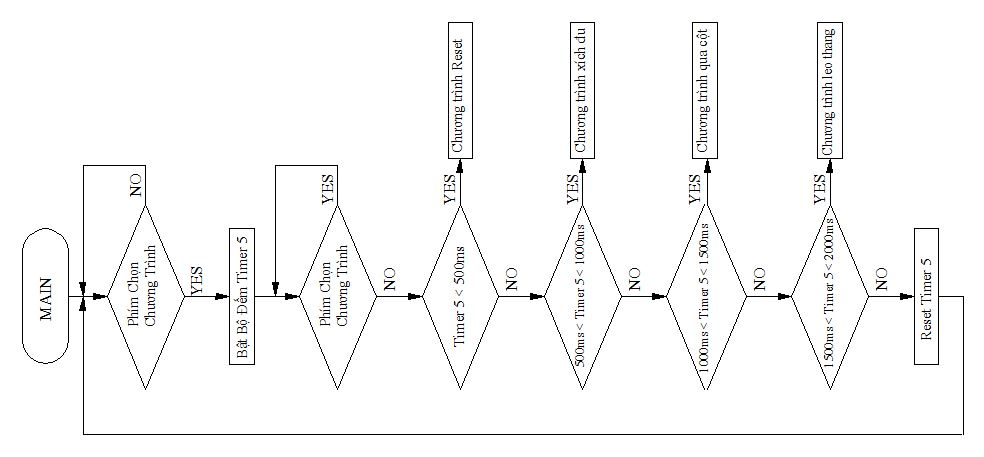 MAIN
Phím Chọn
Chương Trình
NO
YES
Bật Bộ Đếm Timer 5
Phím Chọn
Chương Trình
YES
NO
Timer 5 < 500ms
YES
Chương trình Reset
NO
500ms < Timer 5 < 1000ms
YES
Chương trình xích đu
NO
1000ms < Timer 5 < 1500ms
YES
Chương trình qua cột
NO
1500ms < Timer 5 < 2000ms
YES
Chương trình leo thang
NO
Reset Timer 5